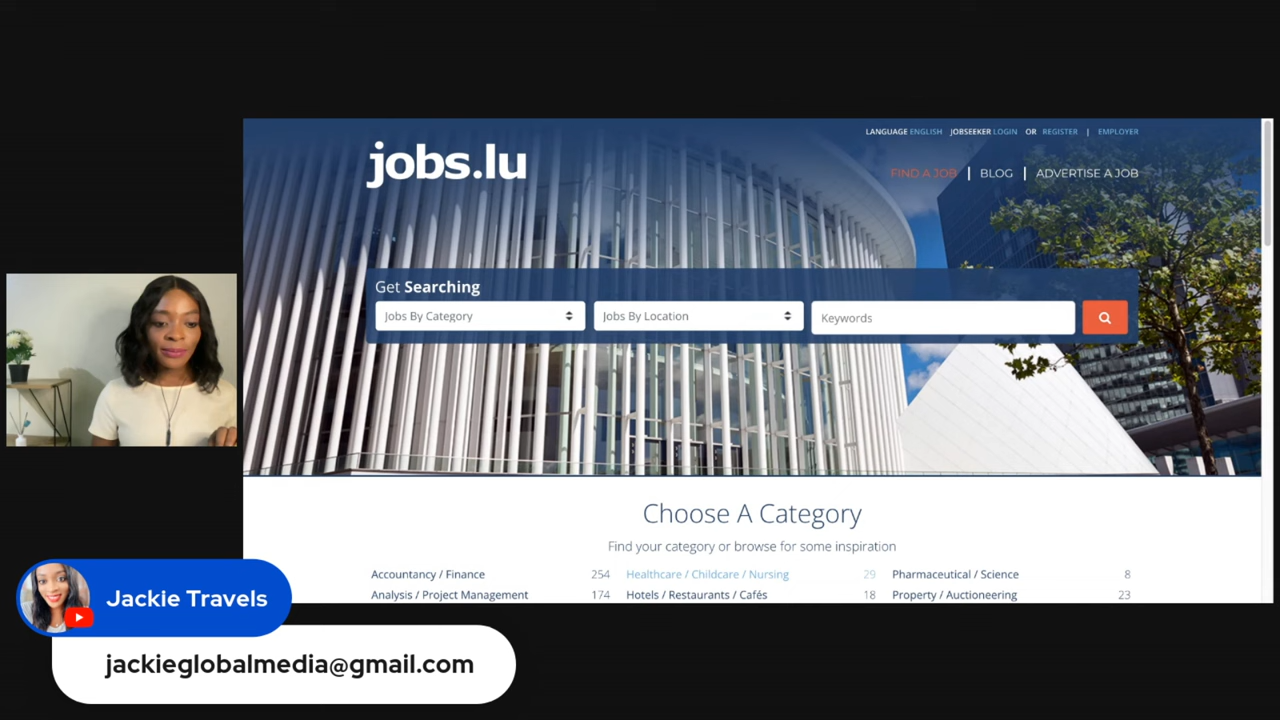 LANGUAGE ENGLISH JOBSEEKER LOGIN OR REGISTER | EMPLOYER
jobs.lu
FIND A JOB | BLOG | ADVERTISE A JOB
Get Searching
Jobs By Category Jobs By Location Keywords
Choose A Category
Find your category or browse for some inspiration
Accountancy / Finance 254 Healthcare / Childcare / Nursing 29 Pharmaceutical / Science 8
Analysis / Project Management 174 Hotels / Restaurants / Cafés 18 Property / Auctioneering 23
Jackie Travels
jackieglobalmedia@gmail.com